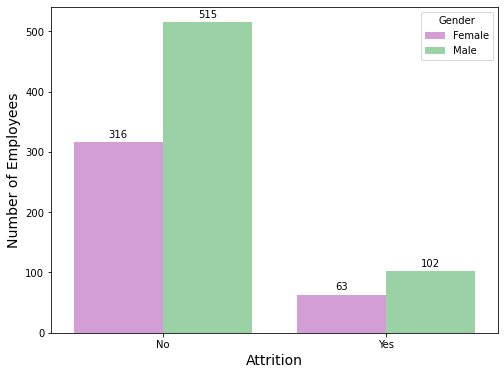 515
Gender
Female
Male
500
400
316
300
200
102
100
63
0
No
Yes
Number of Employees
Attrition